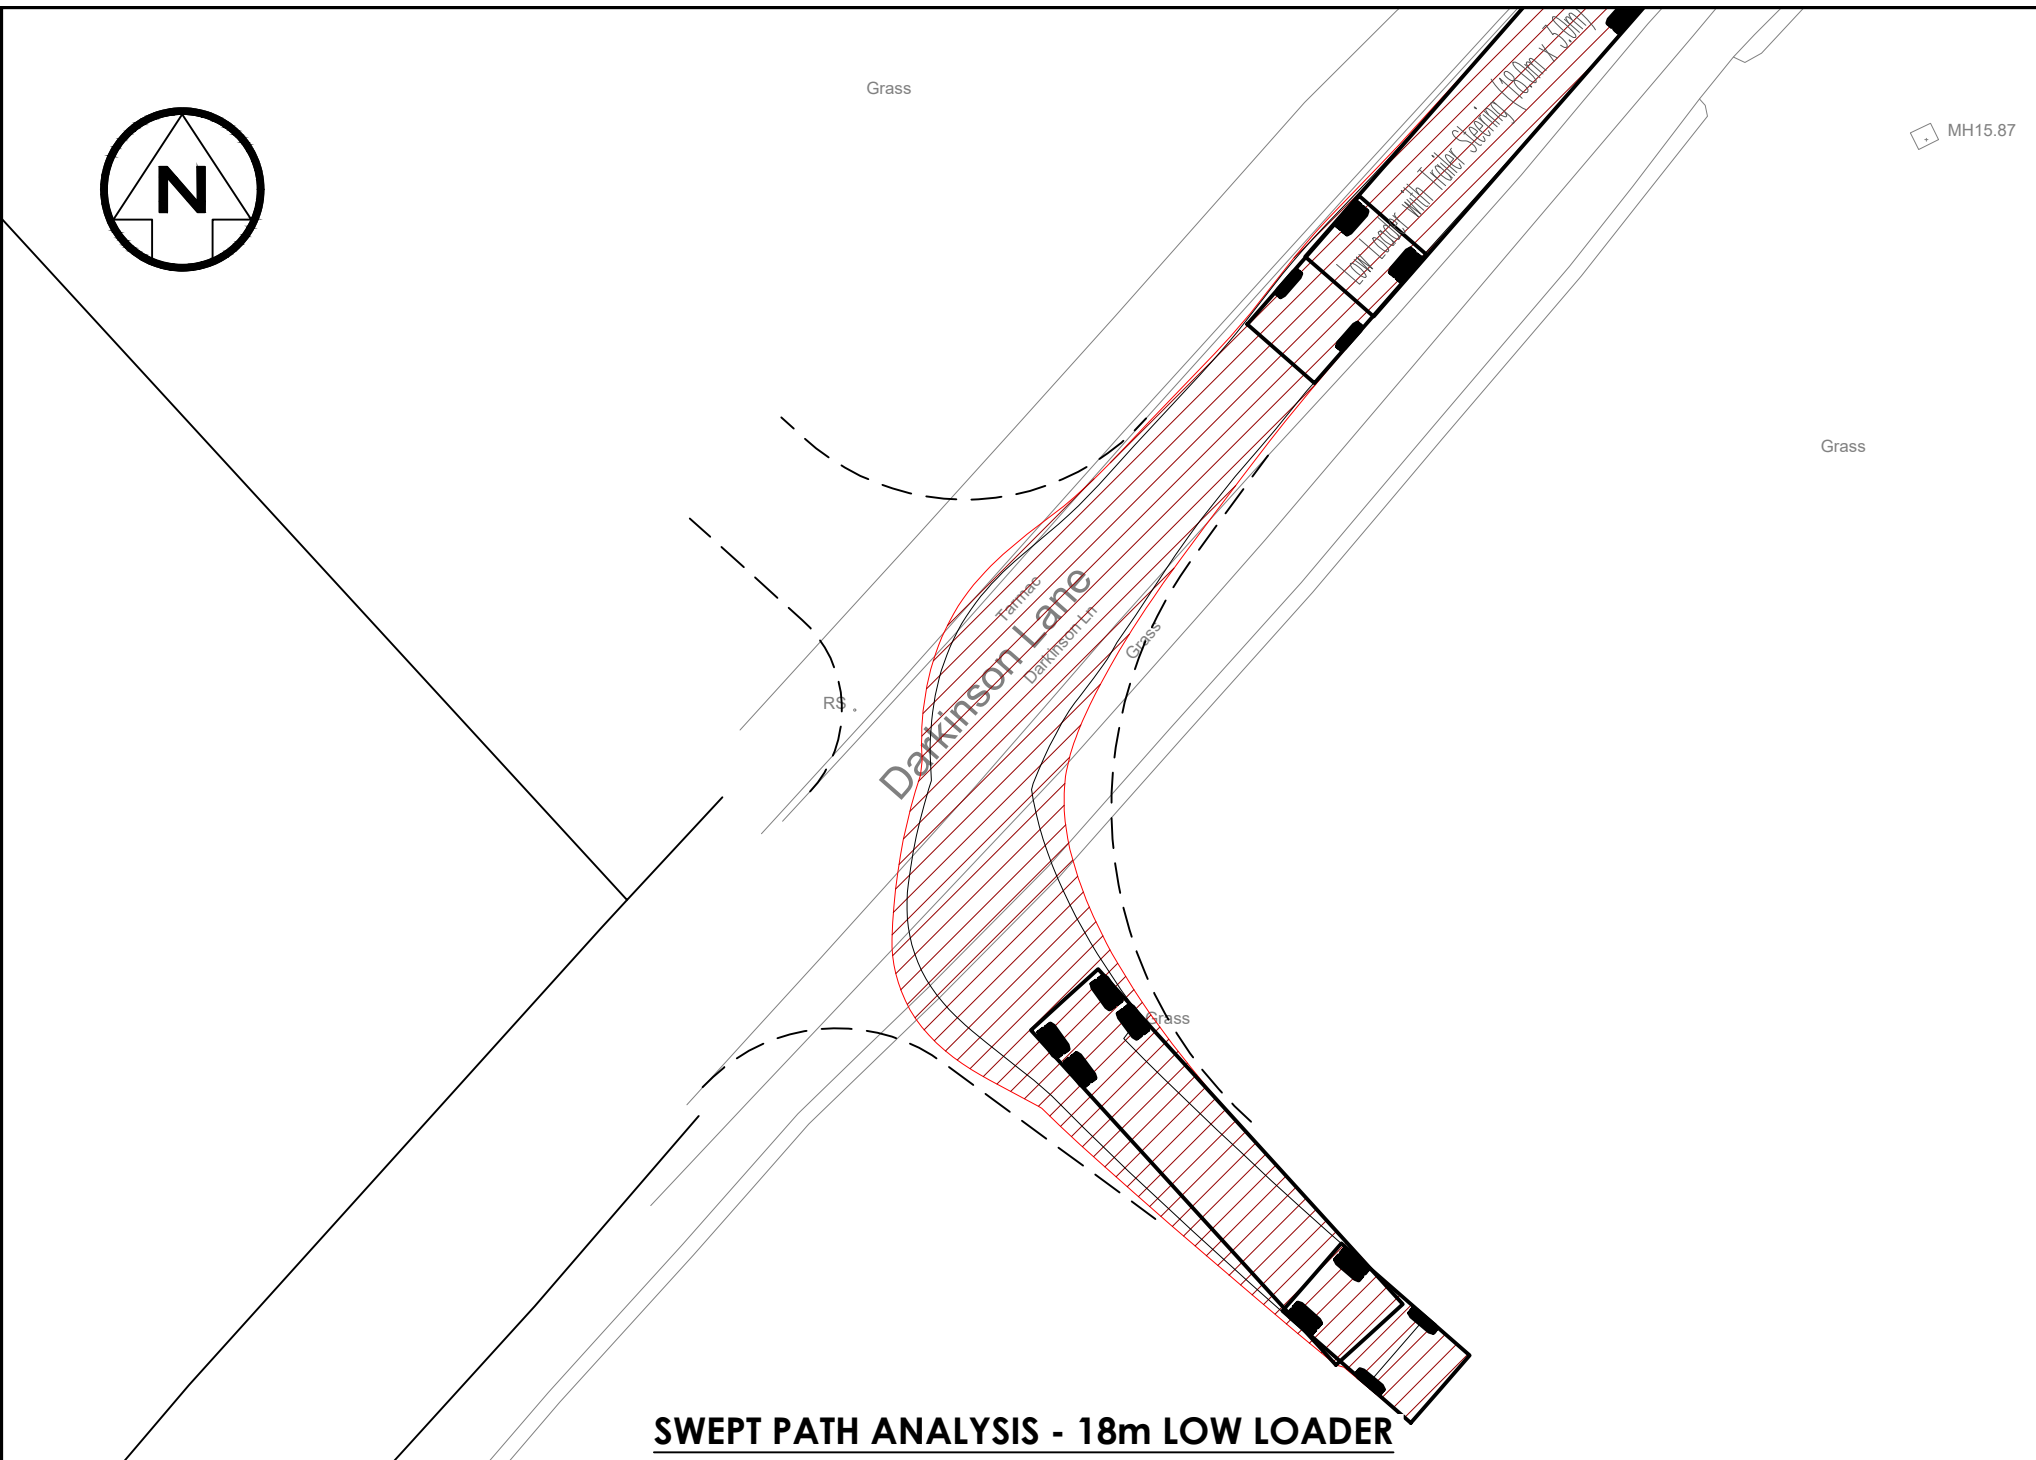 Grass
MH15.87
N
Low Loader with Trailer Steering (18.0m x 3.0m)
Grass
Tarmac
Darkinson Lane
Darkinson Ln
Grass
RS
Grass
SWEPT PATH ANALYSIS - 18m LOW LOADER